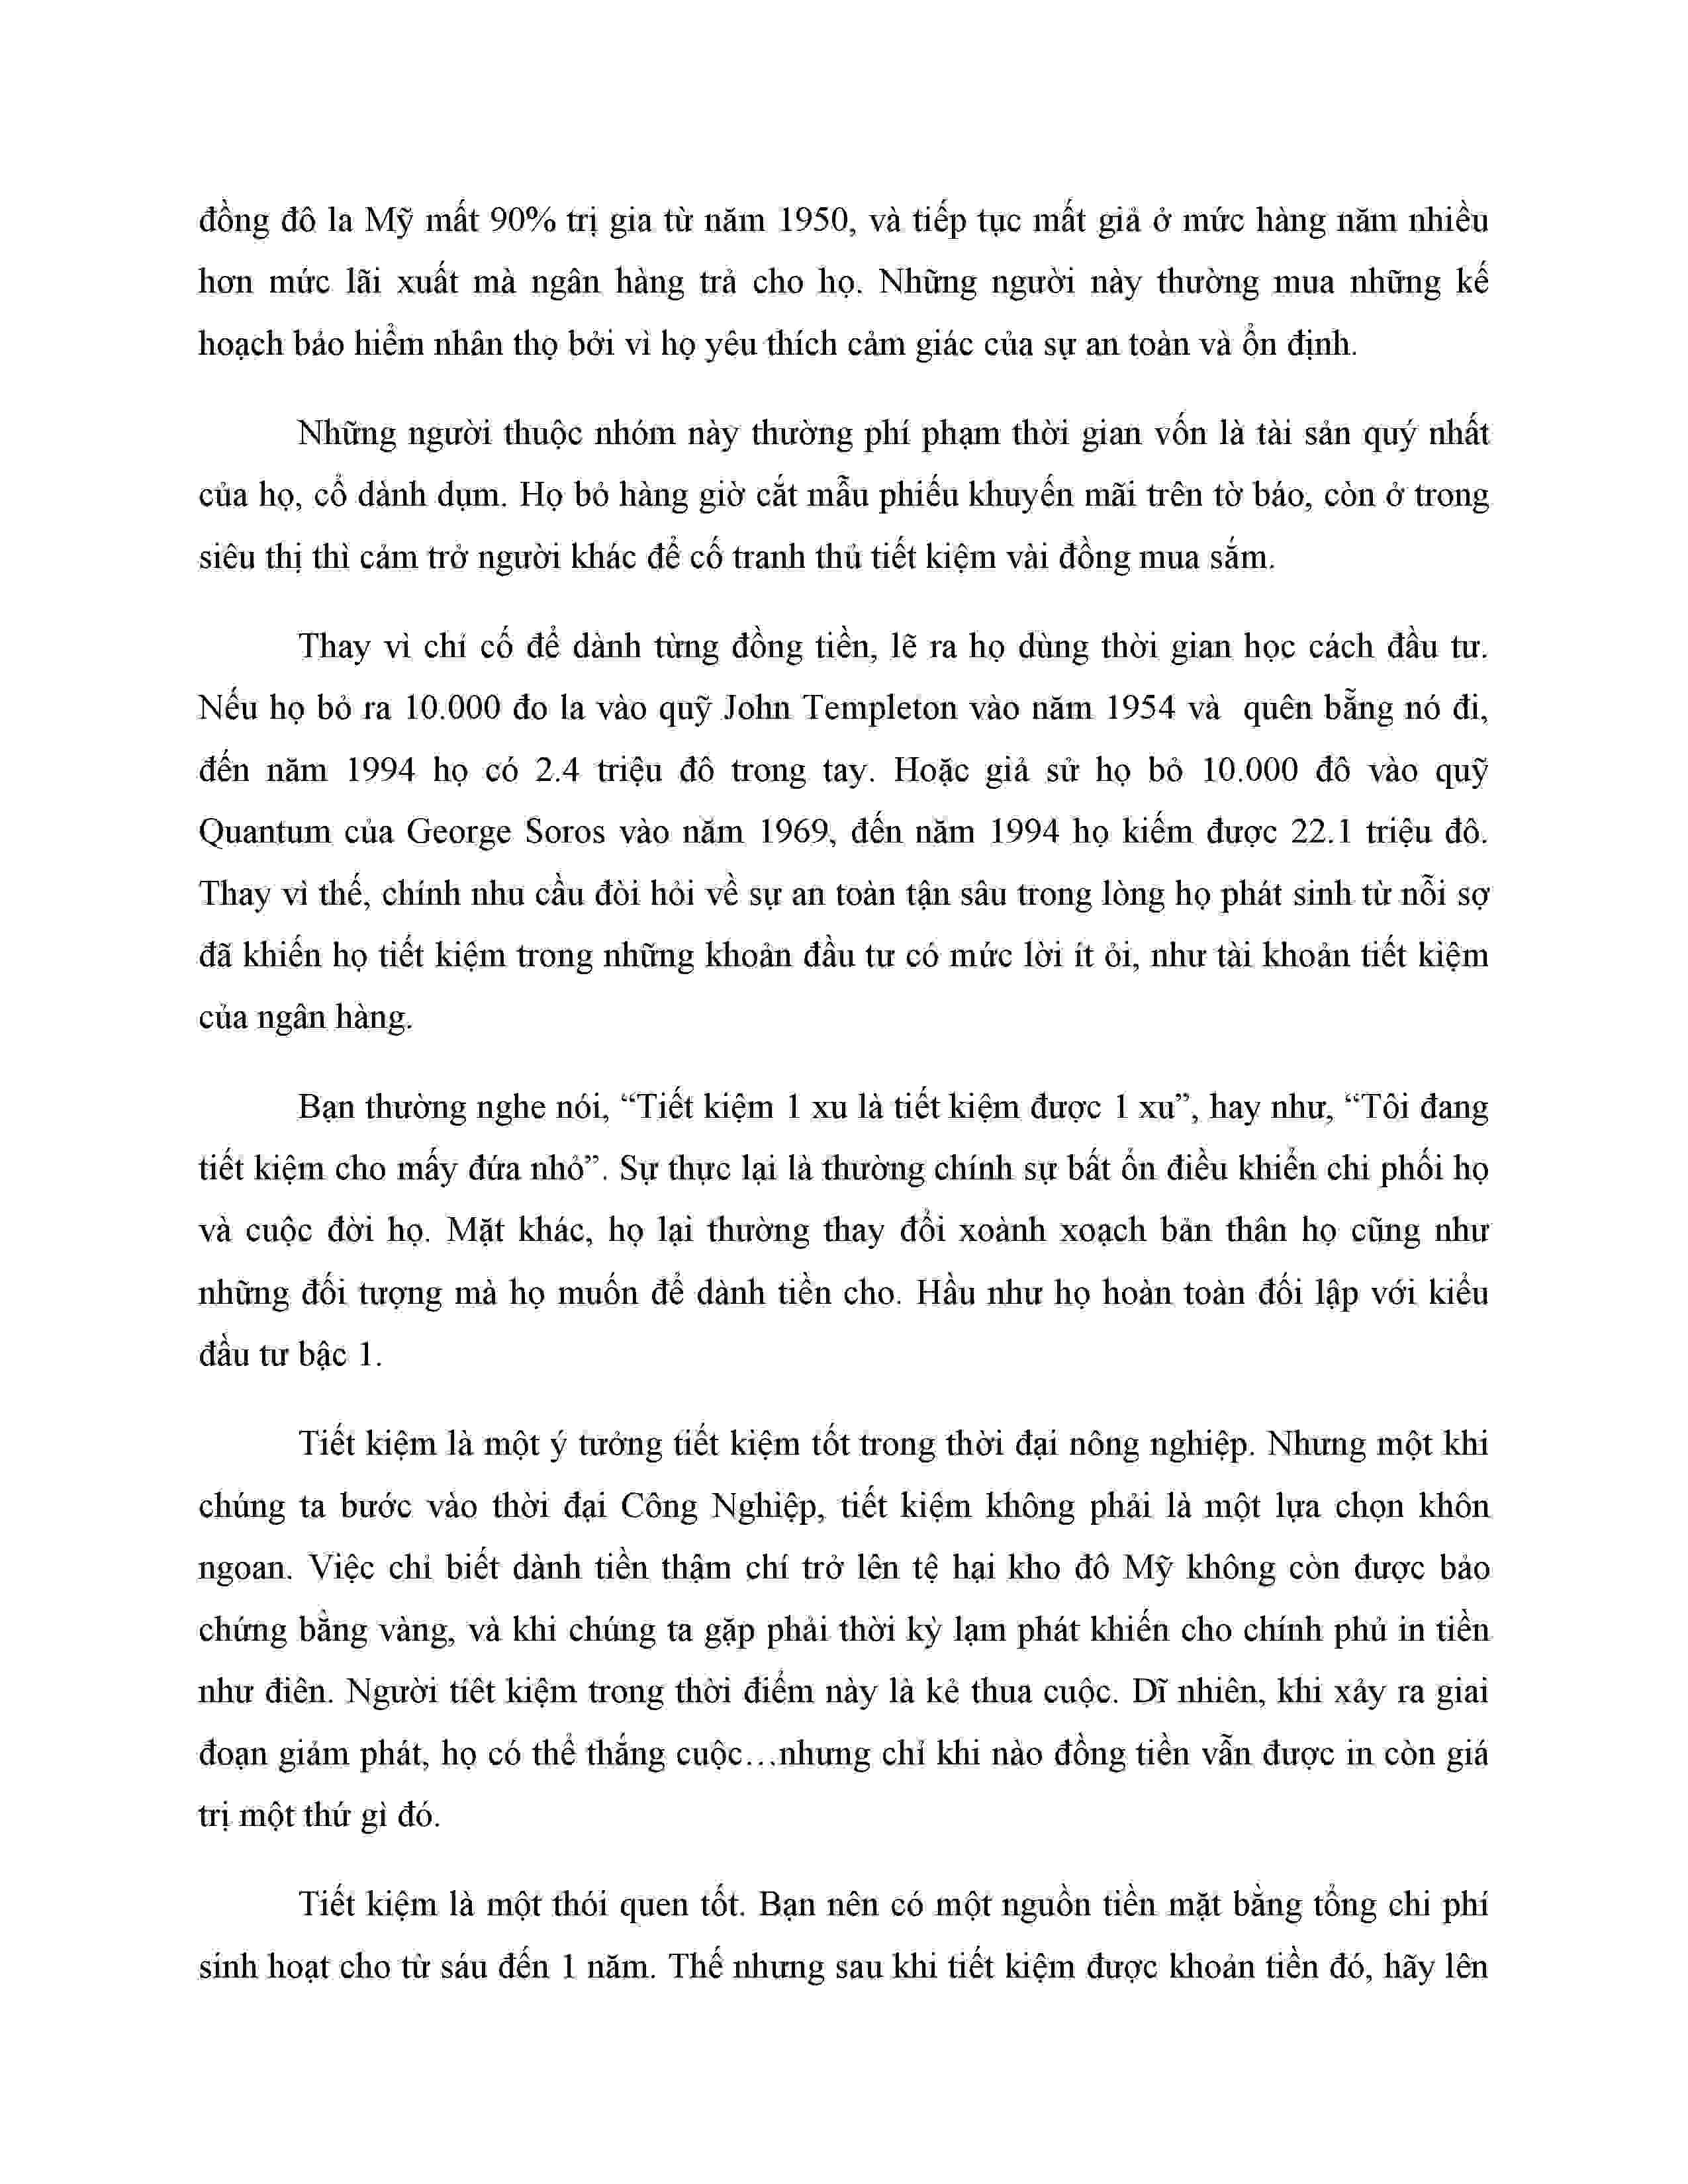 đồng đô la Mỹ mất 90% trị gia từ năm 1950, và tiếp tục mất giá ở mức hàng năm nhiều
hơn mức lãi xuất mà ngân hàng trả cho họ. Những người này thường mua những kế
hoạch bảo hiểm nhân thọ bởi vì họ yêu thích cảm giác của sự an toàn và ổn định.
Những người thuộc nhóm này thường phí phạm thời gian vốn là tài sản quý nhất
của họ, cổ dành dụm. Họ bỏ hàng giờ cắt mẫu phiếu khuyến mãi trên tờ báo, còn ở trong
siêu thị thì cảm trở người khác để cố tranh thủ tiết kiệm vài đồng mua sắm.
Thay vì chỉ cố để dành từng đồng tiền, lẽ ra họ dùng thời gian học cách đầu tư.
Nếu họ bỏ ra 10.000 đo la vào quỹ John Templeton vào năm 1954 và quên bẵng nó đi,
đến năm 1994 họ có 2.4 triệu đô trong tay. Hoặc giả sử họ bỏ 10.000 đô vào quỹ
Quantum của George Soros vào năm 1969, đến năm 1994 họ kiếm được 22.1 triệu đô.
Thay vì thế, chính nhu cầu đòi hỏi về sự an toàn tận sâu trong lòng họ phát sinh từ nỗi sợ
đã khiến họ tiết kiệm trong những khoản đầu tư có mức lời ít ỏi, như tài khoản tiết kiệm
của ngân hàng.
Bạn thường nghe nói, “Tiết kiệm 1 xu là tiết kiệm được 1 xu”, hay như, “Tôi đang
tiết kiệm cho mấy đứa nhỏ”. Sự thực lại là thường chính sự bất ổn điều khiển chi phối họ
và cuộc đời họ. Mặt khác, họ lại thường thay đổi xoành xoạch bản thân họ cũng như
những đối tượng mà họ muốn để dành tiền cho. Hầu như họ hoàn toàn đối lập với kiểu
đầu tư bậc 1.
Tiết kiệm là một ý tưởng tiết kiệm tốt trong thời đại nông nghiệp. Nhưng một khi
chúng ta bước vào thời đại Công Nghiệp, tiết kiệm không phải là một lựa chọn khôn
ngoan. Việc chỉ biết dành tiền thậm chí trở lên tệ hại kho đô Mỹ không còn được bảo
chứng bằng vàng, và khi chúng ta gặp phải thời kỳ lạm phát khiến cho chính phủ in tiền
như điên. Người tiết kiệm trong thời điểm này là kẻ thua cuộc. Dĩ nhiên, khi xảy ra giai
đoạn giảm phát, họ có thể thắng cuộc…nhưng chỉ khi nào đồng tiền vẫn được in còn giá
trị một thứ gì đó.
Tiết kiệm là một thói quen tốt. Bạn nên có một nguồn tiền mặt bằng tổng chi phí
sinh hoạt cho từ sáu đến 1 năm. Thế nhưng sau khi tiết kiệm được khoản tiền đó, hãy lên